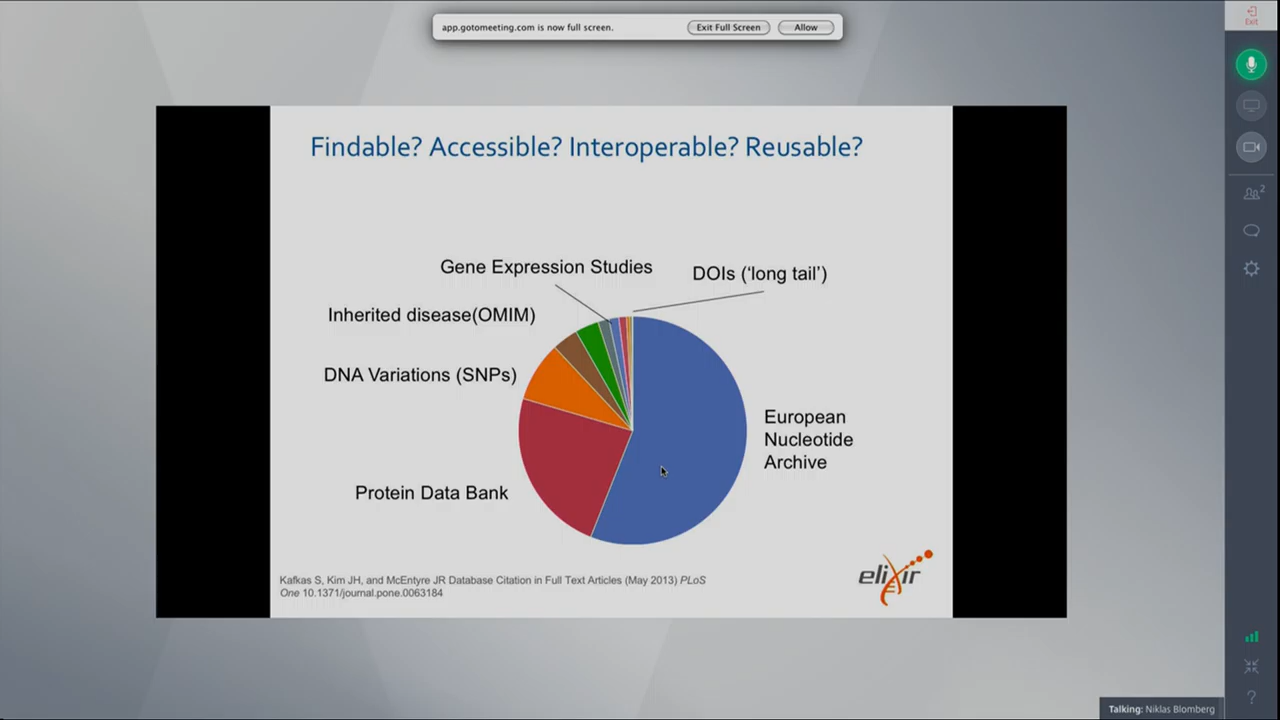 app.gotomeeting.com is now full screen.
Exit Full Screen
Allow
Exit
2
Findable? Accessible? Interoperable? Reusable?
Gene Expression Studies
DOIs (‘long tail’)
Inherited disease(OMIM)
DNA Variations (SNPs)
European
Nucleotide
Archive
Protein Data Bank
Kafkas S, Kim JH, and McEntyre JR Database Citation in Full Text Articles (May 2013) PLoS
One 10.1371/journal.pone.0063184
elixir
?
Talking: Niklas Blomberg